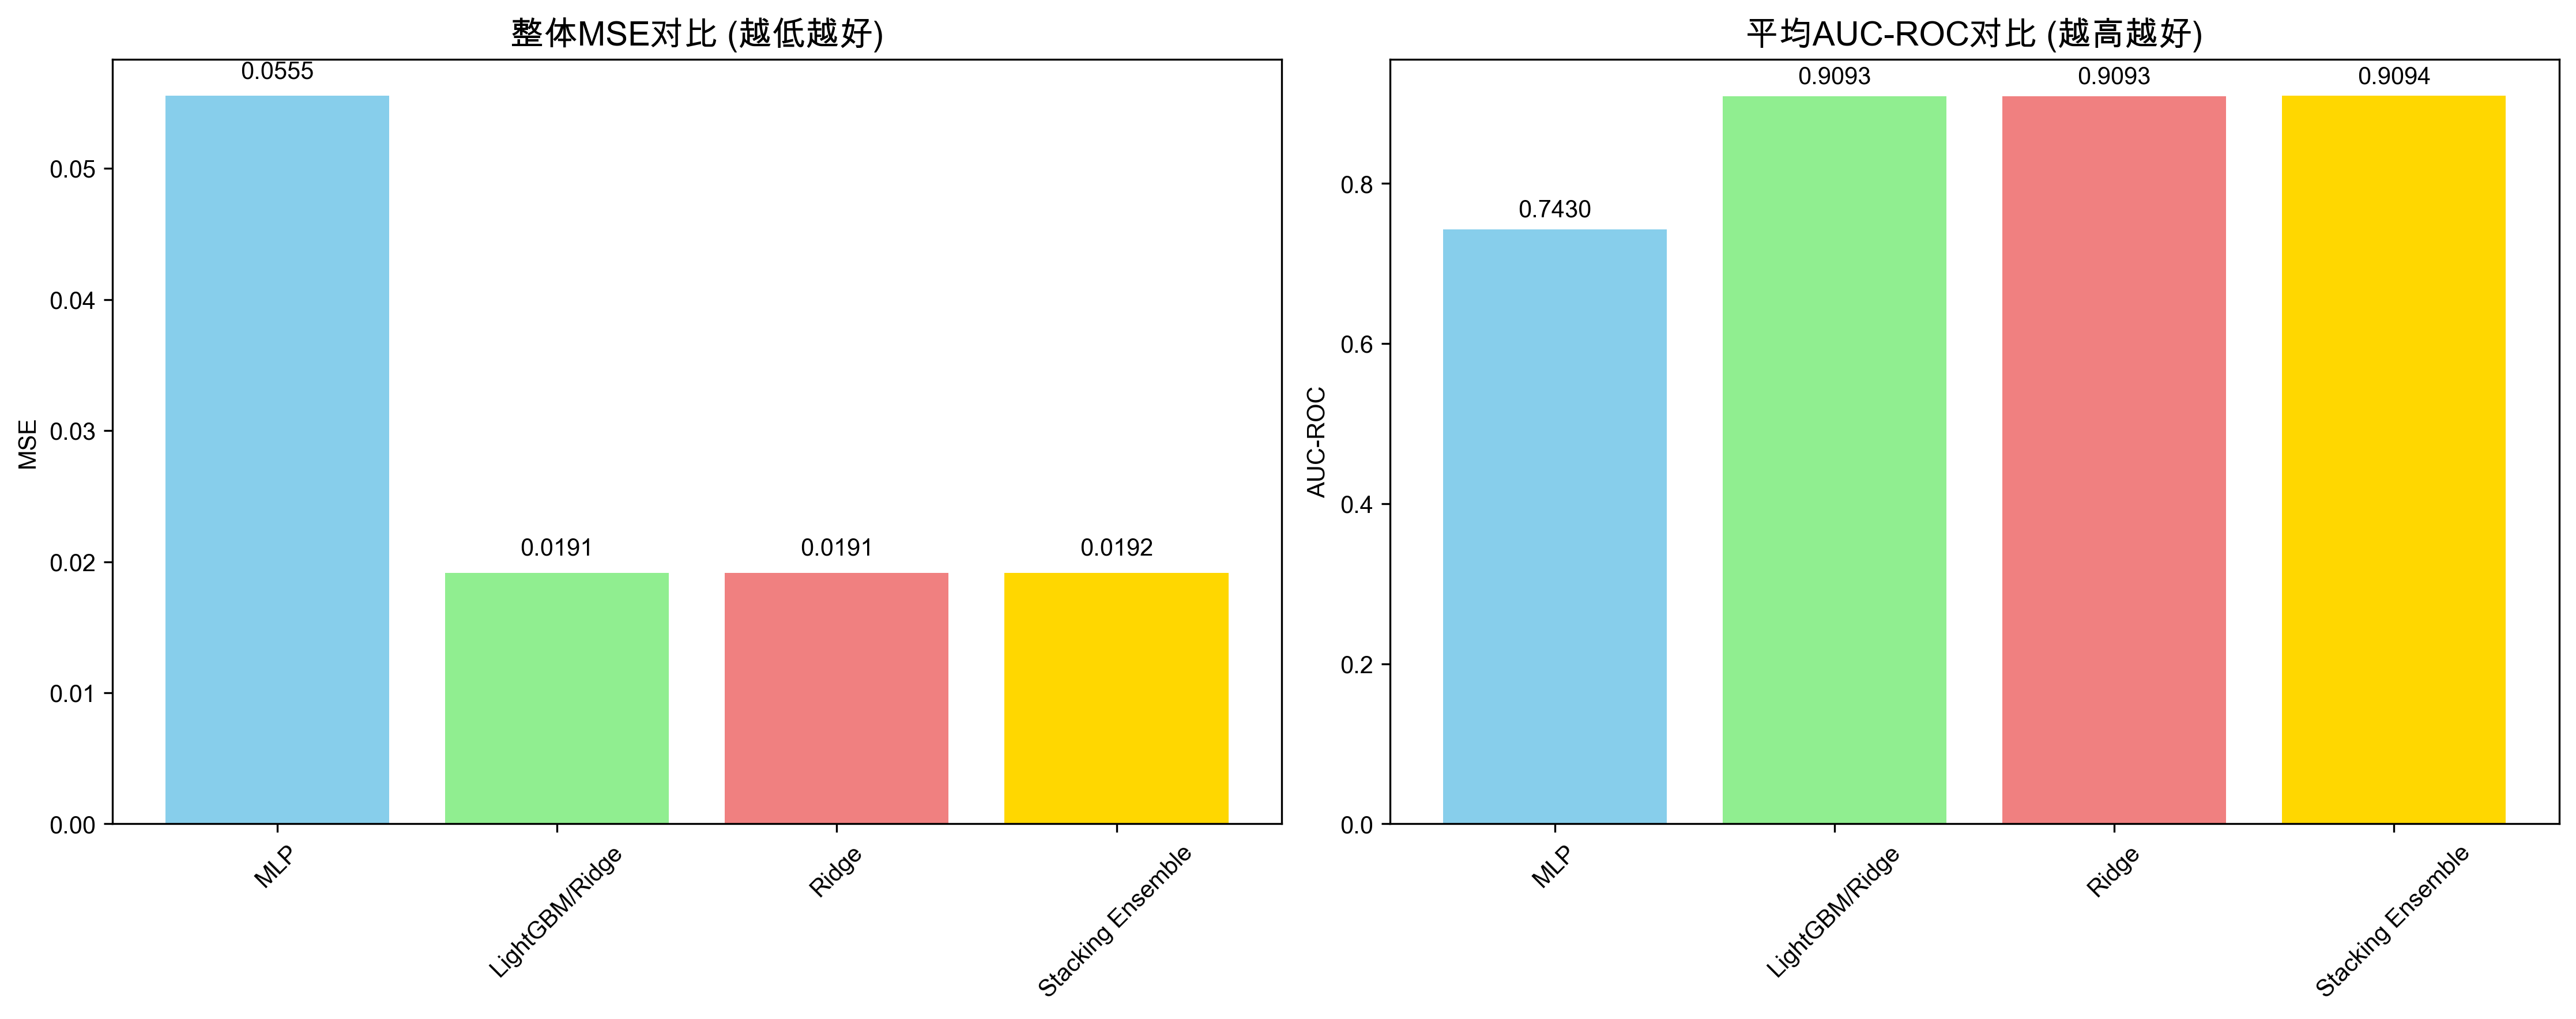 整体MSE对比 (越低越好)
0.0555
0.0191
0.0191
0.0192
MSE
0.05
0.04
0.03
0.02
0.01
0.00
MLP
LightGBM/Ridge
Ridge
Stacking Ensemble
平均AUC-ROC对比 (越高越好)
0.7430
0.9093
0.9093
0.9094
AUC-ROC
0.8
0.6
0.4
0.2
0.0
MLP
LightGBM/Ridge
Ridge
Stacking Ensemble